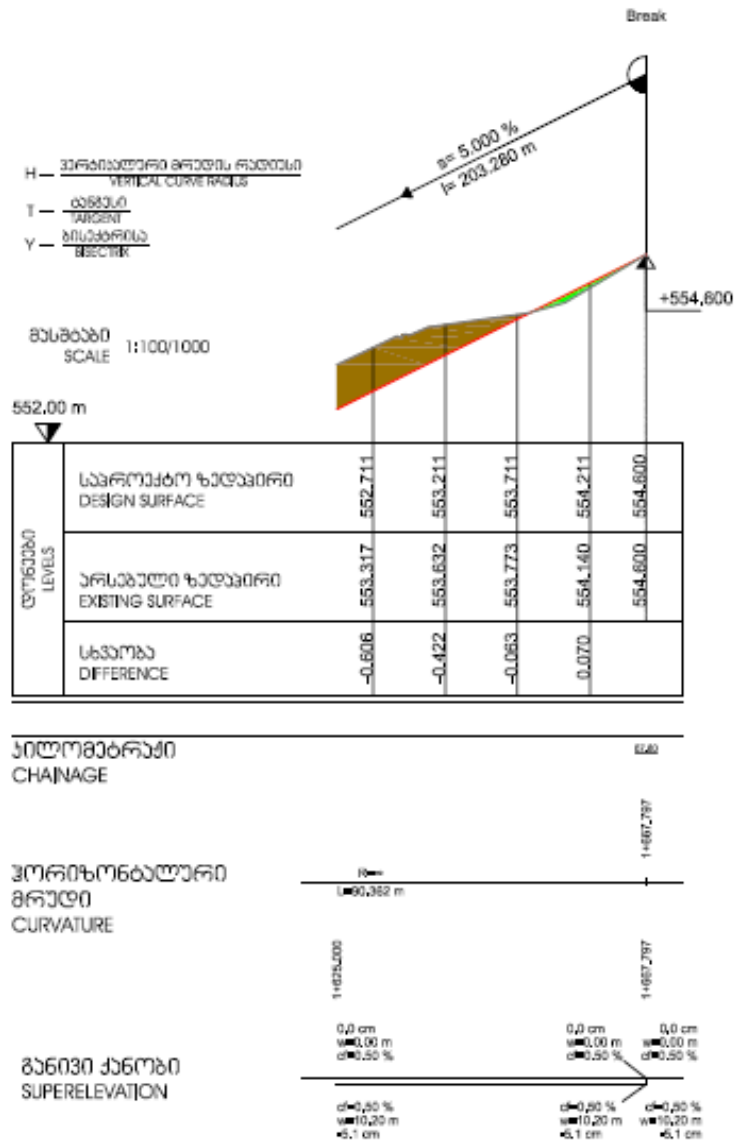 Break
s= 5.000 %
l= 203.280 m
H — ვერტიკალური მრუდის რადიუსი
VERTICAL CURVE RADIUS
T — ტანგესი
TARGENT
Y — ბისექტრისა
BISECTRIX
+554,600
მასშტაბი
SCALE 1:100/1000
552.00 m
დონეები
LEVELS
საპროექტო ზედაპირი
DESIGN SURFACE
552.711 553.211 553.711 554.211 554.600
არსებული ზედაპირი
EXISTING SURFACE
553.317 553.632 553.773 554.140 554.600
სხვაობა
DIFFERENCE
-0.606 -0.422 -0.063 0.070
კილომეტრაჟი
CHAINAGE
1+667,797
ჰორიზონტალური
მრუდი
CURVATURE
L=90,362 m
1+625,000 1+667,797
0,0 cm 0,0 cm 0,0 cm
w=0,00 m w=0,00 m w=0,00 m
d=0,50 % d=0,50 % d=0,50 %
განივი ქანობი
SUPERELEVATION
d=0,50 % d=0,50 % d=0,50 %
w=10,20 m w=10,20 m w=10,20 m
-5,1 cm -5,1 cm -5,1 cm